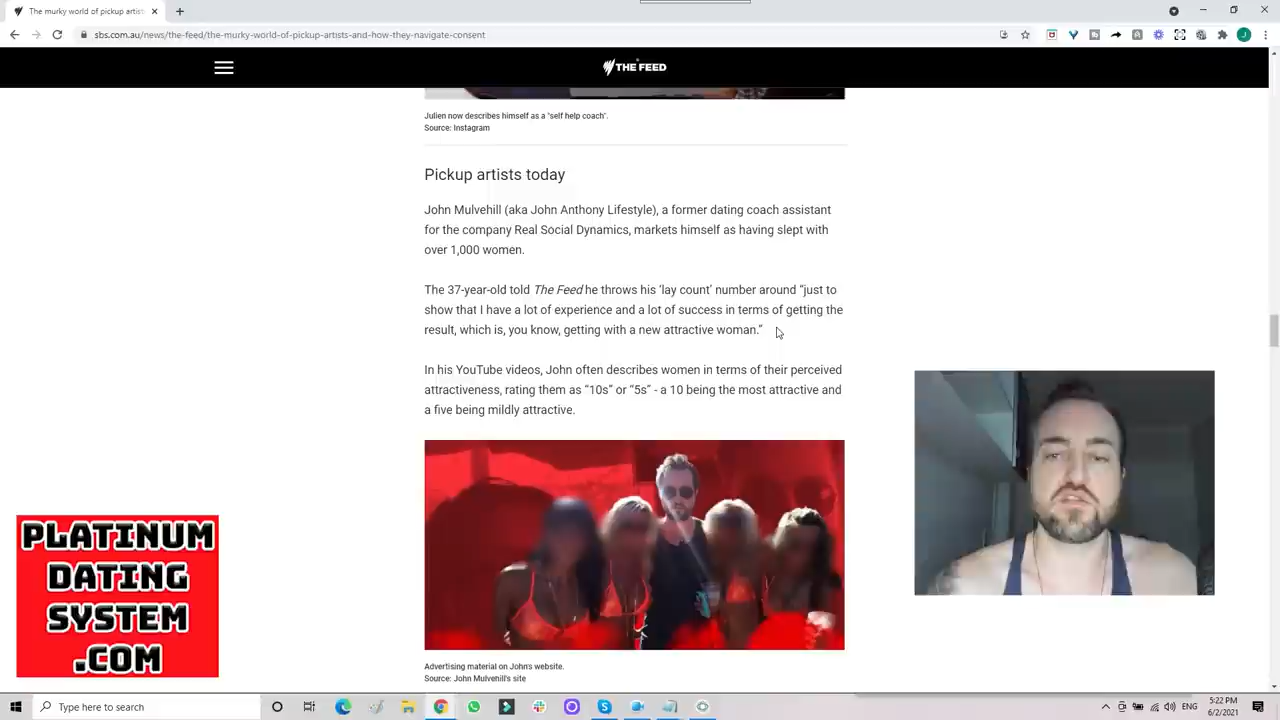 The murky world of pickup artists
sbs.com.au/news/the-feed/the-murky-world-of-pickup-artists-and-how-they-navigate-consent
THE FEED
Julien now describes himself as a "self help coach".
Source: Instagram
Pickup artists today
John Mulvehill (aka John Anthony Lifestyle), a former dating coach assistant
for the company Real Social Dynamics, markets himself as having slept with
over 1,000 women.
The 37-year-old told The Feed he throws his ‘lay count’ number around “just to
show that I have a lot of experience and a lot of success in terms of getting the
result, which is, you know, getting with a new attractive woman.”
In his YouTube videos, John often describes women in terms of their perceived
attractiveness, rating them as “10s” or “5s” - a 10 being the most attractive and
a five being mildly attractive.
PLATINUM
DATING
SYSTEM
.COM
Advertising material on John's website.
Source: John Mulvehill's site
Type here to search
5:22 PM
6/2/2021